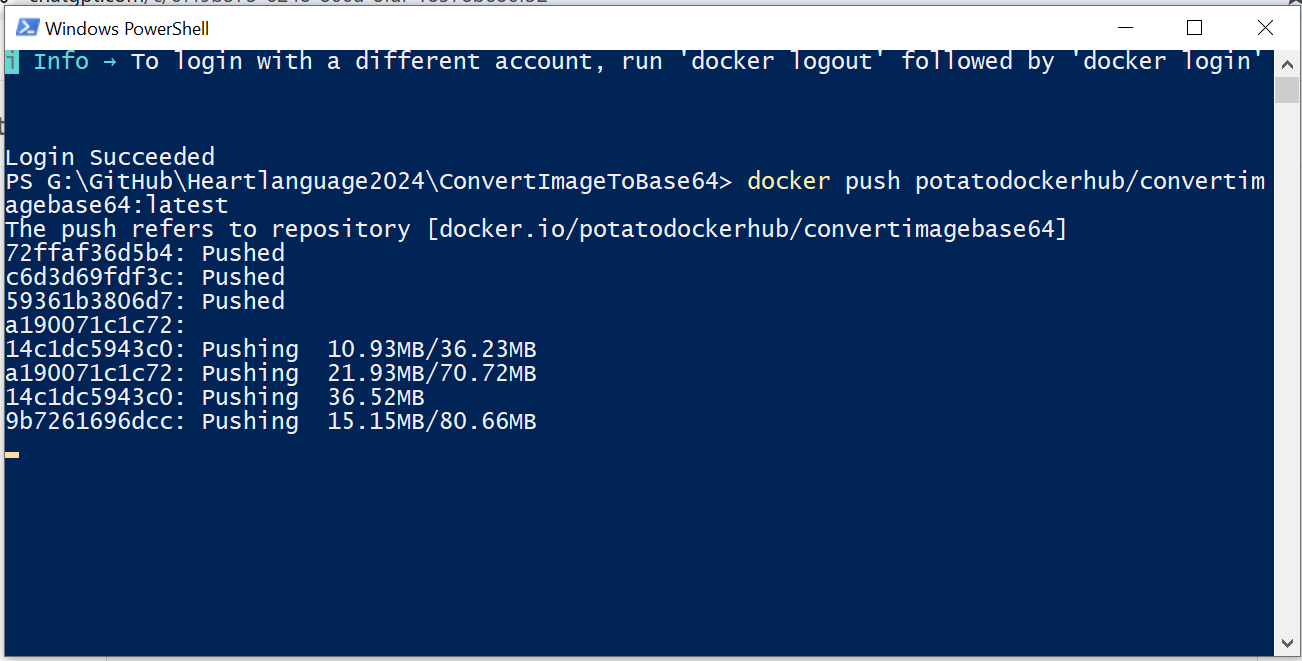 Windows PowerShell
i Info → To login with a different account, run 'docker logout' followed by 'docker login'
Login Succeeded
PS G:\GitHub\Heartlanguage2024\ConvertImageToBase64> docker push potatodockerhub/convertim
agebase64:latest
The push refers to repository [docker.io/potatodockerhub/convertimagebase64]
72ffaf36d5b4: Pushed
c6d3d69fdf3c: Pushed
59361b3806d7: Pushed
a190071c1c72:
14c1dc5943c0: Pushing  10.93MB/36.23MB
a190071c1c72: Pushing  21.93MB/70.72MB
14c1dc5943c0: Pushing  36.52MB
9b7261696dcc: Pushing  15.15MB/80.66MB